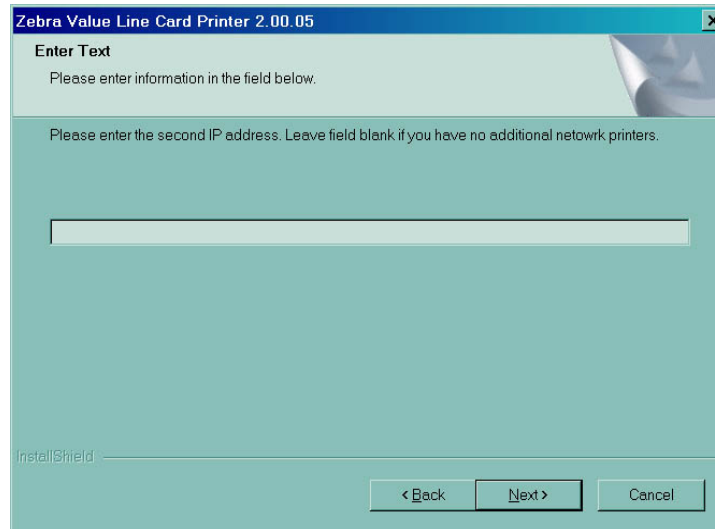 Zebra Value Line Card Printer 2.00.05
Enter Text
Please enter information in the field below.
Please enter the second IP address. Leave field blank if you have no additional netowrk printers.
InstallShield
< Back
Next >
Cancel